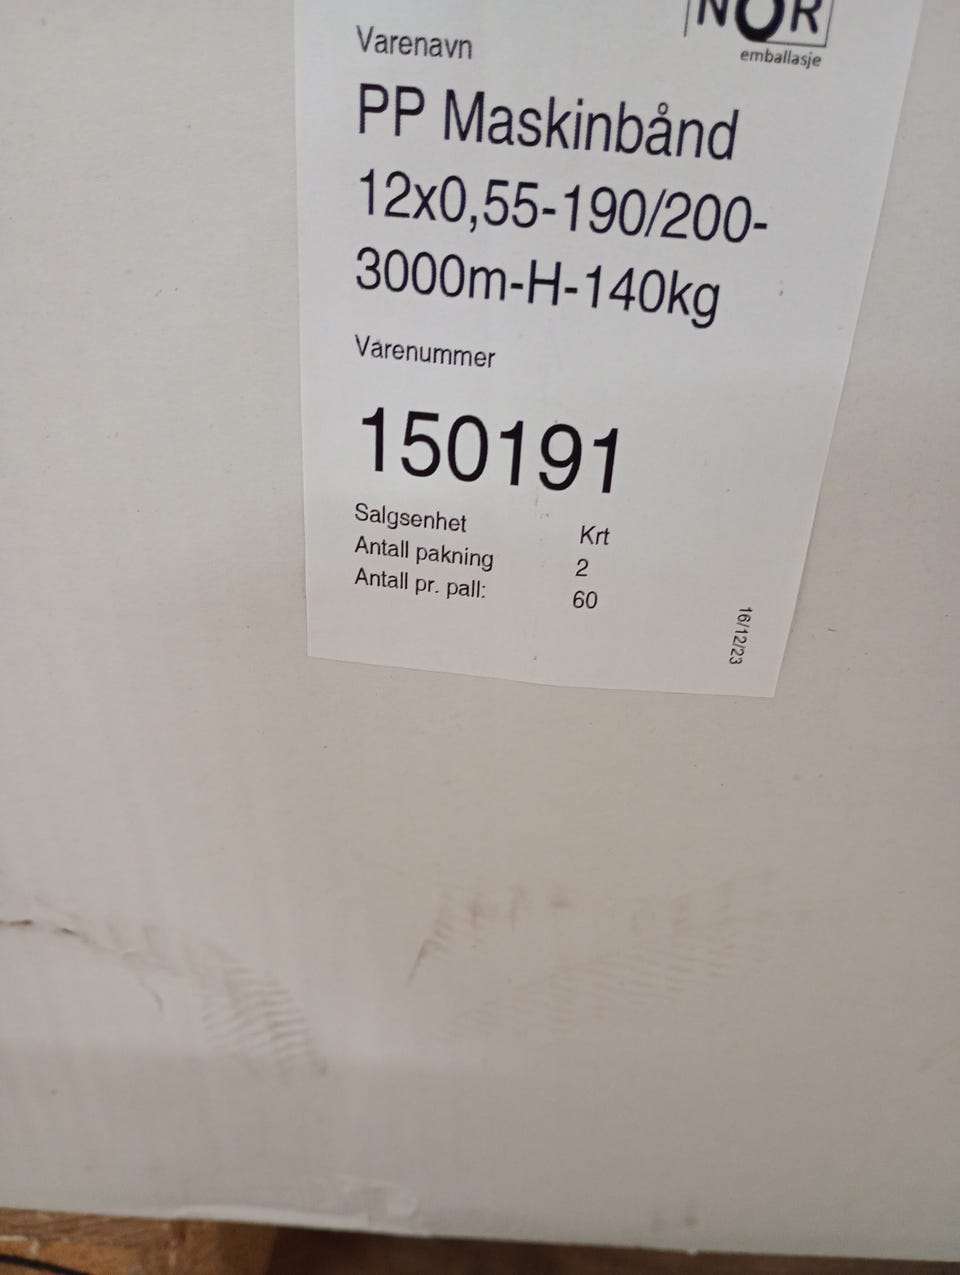 NOR
emballasje
Varenavn
PP Maskinbånd
12x0,55-190/200-
3000m-H-140kg
Varenummer
150191
Salgsenhet Krt
Antall pakning 2
Antall pr. pall: 60
16/12/23